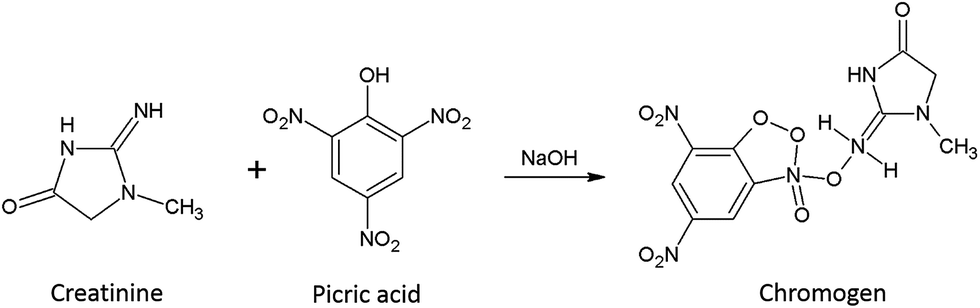 H
N
NH
O
N
CH3
Creatinine
+
OH
O2N
NO2
NO2
Picric acid
NaOH
O
HN
N
CH3
O2N
O
O
H
N
H
N
O
O
O2N
Chromogen